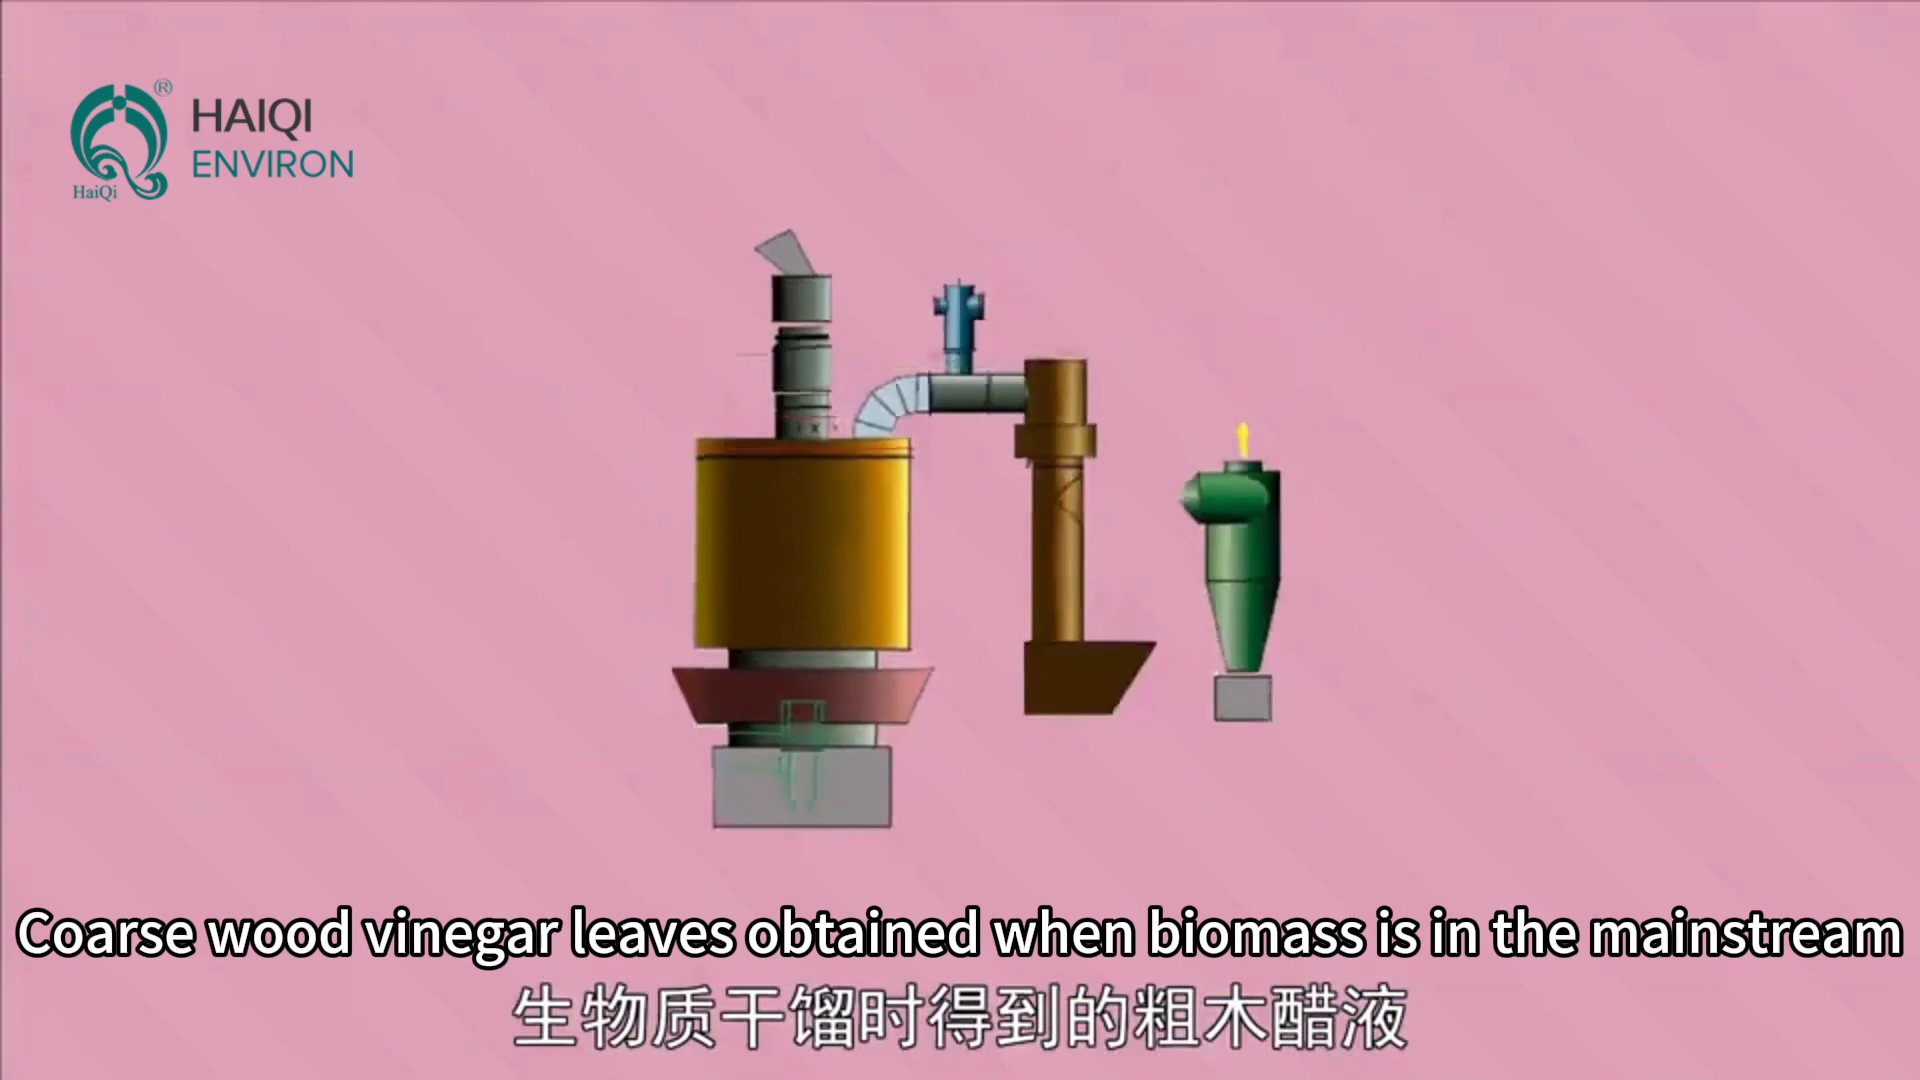 ®
HAIQI
ENVIRON
HaiQi
Coarse wood vinegar leaves obtained when biomass is in the mainstream
生物质干馏时得到的粗木醋液